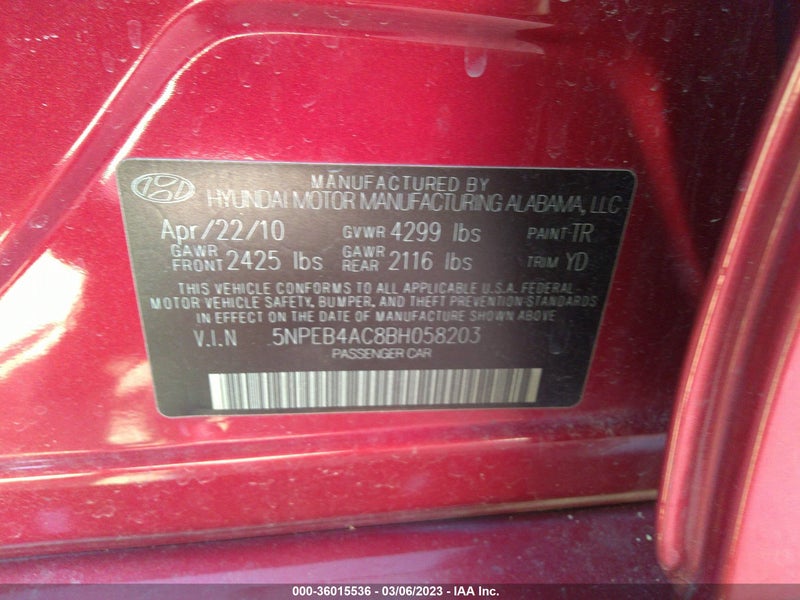 MANUFACTURED BY
HYUNDAI MOTOR MANUFACTURING ALABAMA, LLC
Apr/22/10 GVWR 4299 lbs PAINT TR
GAWR FRONT 2425 lbs GAWR REAR 2116 lbs TRIM YD
THIS VEHICLE CONFORMS TO ALL APPLICABLE U.S.A. FEDERAL
MOTOR VEHICLE SAFETY, BUMPER, AND THEFT PREVENTION STANDARDS
IN EFFECT ON THE DATE OF MANUFACTURE SHOWN ABOVE.
V.I.N 5NPEB4AC8BH058203
PASSENGER CAR
000-36015536 - 03/06/2023 - IAA Inc.